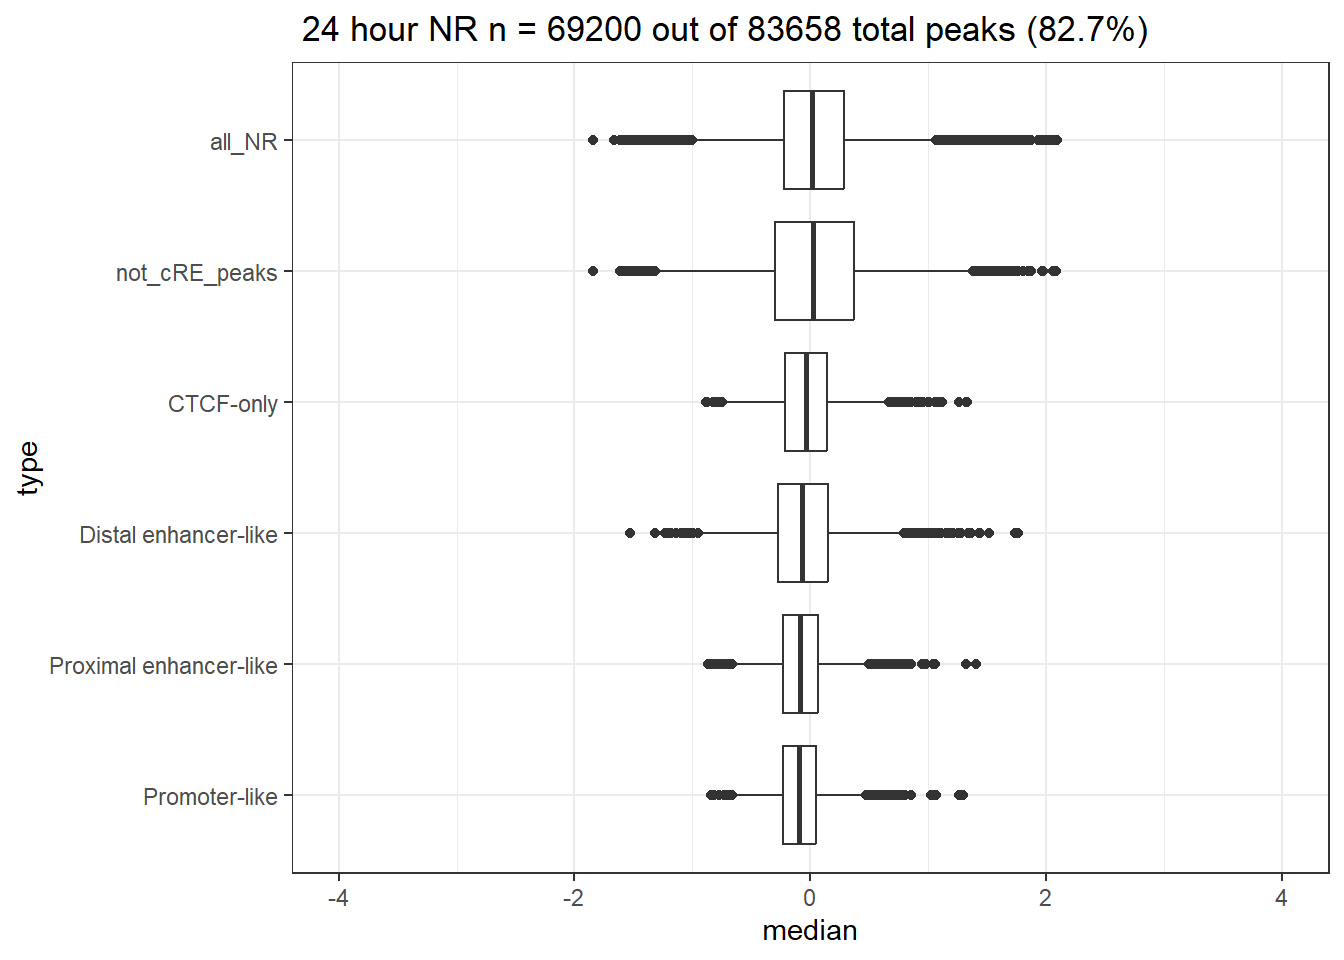 24 hour NR n = 69200 out of 83658 total peaks (82.7%)
all_NR
not_cRE_peaks
CTCF-only
Distal enhancer-like
Proximal enhancer-like
Promoter-like
type
-4 -2 0 2 4
median